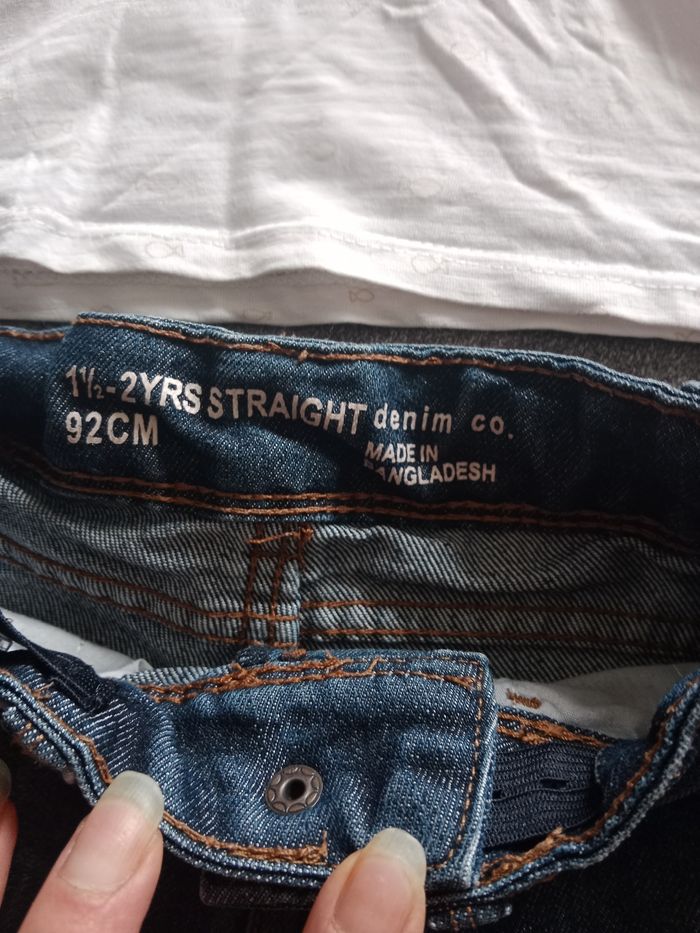 1½-2YRS STRAIGHT denim co.
92CM
MADE IN
BANGLADESH